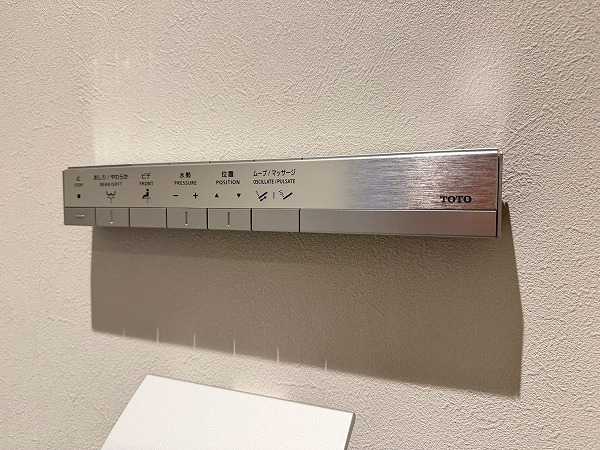 止
STOP
おしり/やわらか
REAR/SOFT
ビデ
FRONT
水勢
PRESSURE
− +
位置
POSITION
▲ ▼
ムーブ/マッサージ
OSCILLATE/PULSATE
TOTO